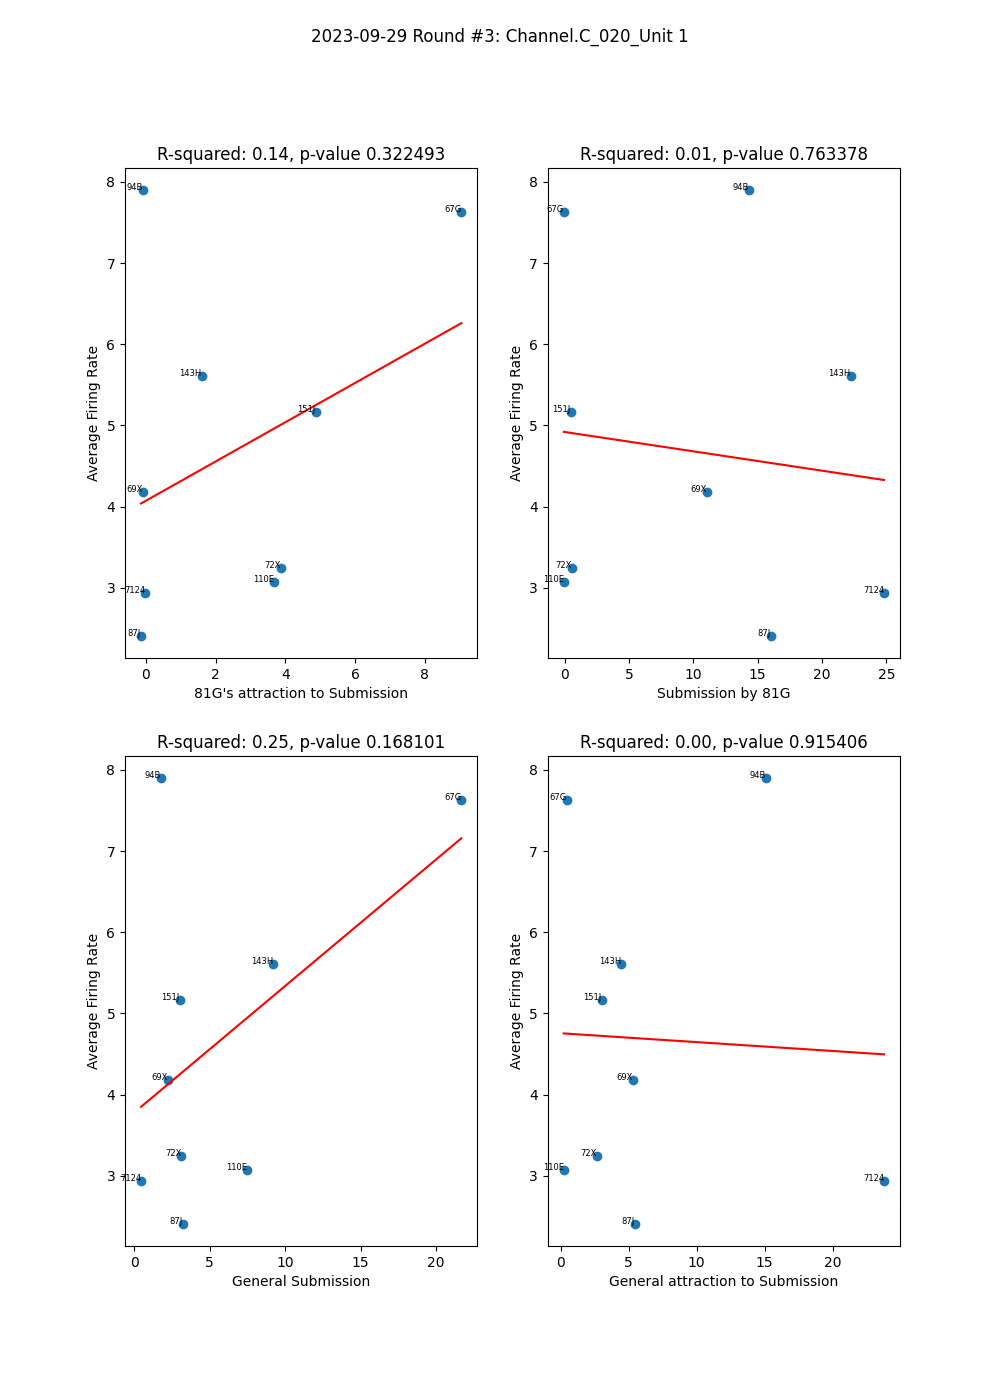 2023-09-29 Round #3: Channel.C_020_Unit 1
R-squared: 0.14, p-value 0.322493
8
7
6
5
4
3
Average Firing Rate
94B
67G
143H
151J
69X
72X
110E
7124
87J
0 2 4 6 8
81G's attraction to Submission
R-squared: 0.01, p-value 0.763378
8
7
6
5
4
3
Average Firing Rate
94B
67G
143H
151J
69X
72X
110E
7124
87J
0 5 10 15 20 25
Submission by 81G
R-squared: 0.25, p-value 0.168101
8
7
6
5
4
3
Average Firing Rate
94B
67G
143H
151J
69X
72X
110E
7124
87J
0 5 10 15 20
General Submission
R-squared: 0.00, p-value 0.915406
8
7
6
5
4
3
Average Firing Rate
94B
67G
143H
151J
69X
72X
110E
7124
87J
0 5 10 15 20
General attraction to Submission